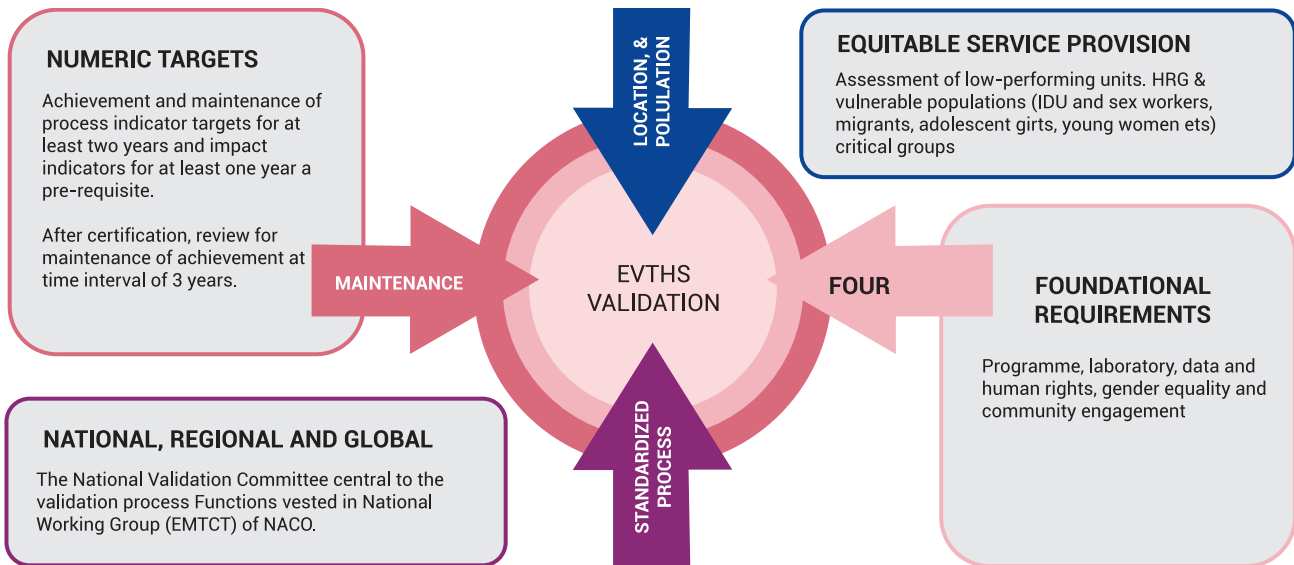 NUMERIC TARGETS
Achievement and maintenance of
process indicator targets for at
least two years and impact
indicators for at least one year a
pre-requisite.
After certification, review for
maintenance of achievement at
time interval of 3 years.
MAINTENANCE
LOCATION, &
POLULATION
EQUITABLE SERVICE PROVISION
Assessment of low-performing units. HRG &
vulnerable populations (IDU and sex workers,
migrants, adolescent girts, young women ets)
critical groups
EVTHS
VALIDATION
FOUR
FOUNDATIONAL
REQUIREMENTS
Programme, laboratory, data and
human rights, gender equality and
community engagement
NATIONAL, REGIONAL AND GLOBAL
The National Validation Committee central to the
validation process Functions vested in National
Working Group (EMTCT) of NACO.
STANDARDIZED
PROCESS